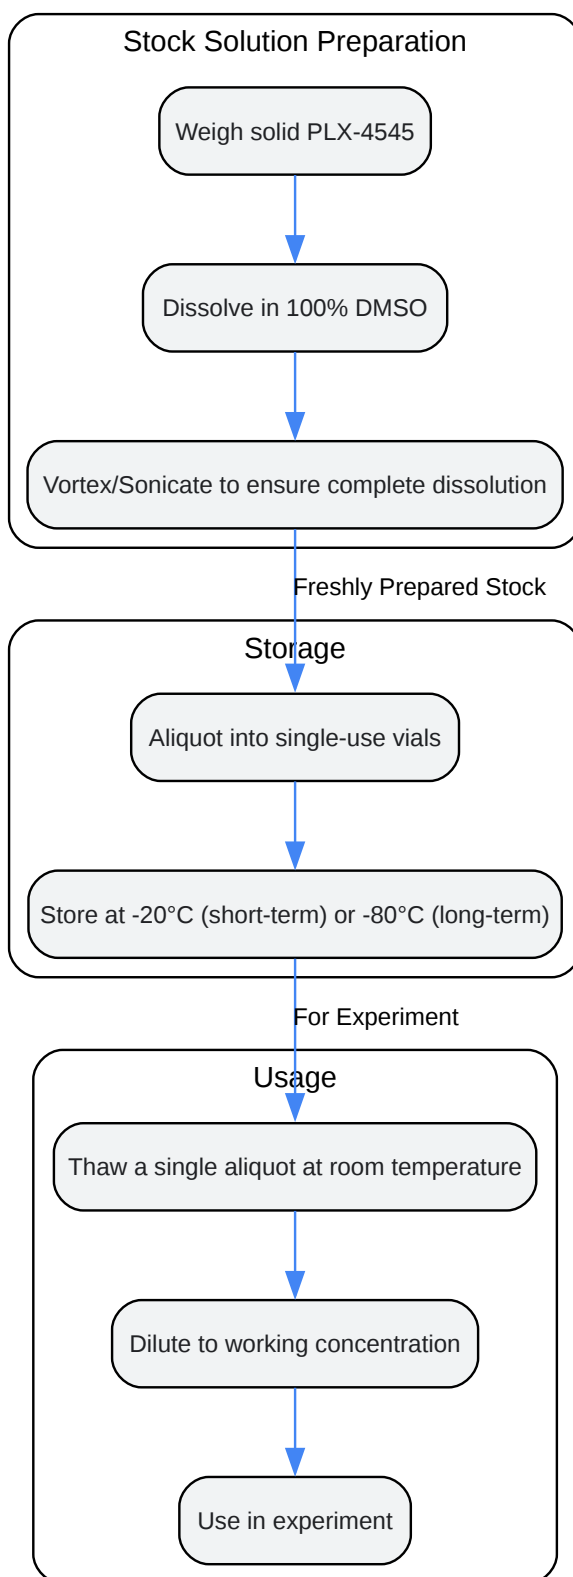 Stock Solution Preparation
Weigh solid PLX-4545
Dissolve in 100% DMSO
Vortex/Sonicate to ensure complete dissolution
Freshly Prepared Stock
Storage
Aliquot into single-use vials
Store at -20°C (short-term) or -80°C (long-term)
For Experiment
Usage
Thaw a single aliquot at room temperature
Dilute to working concentration
Use in experiment